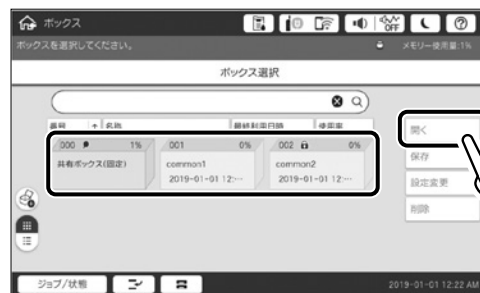 ボックス
OFF
ボックスを選択してください。
メモリー使用量:1%
ボックス選択
番号 名称 最終利用日時 使用率
000 1%
共有ボックス(固定)
001 0%
common1
2019-01-01 12:…
002 0%
common2
2019-01-01 12:…
開く
保存
設定変更
削除
ジョブ/状態
2019-01-01 12:22 AM